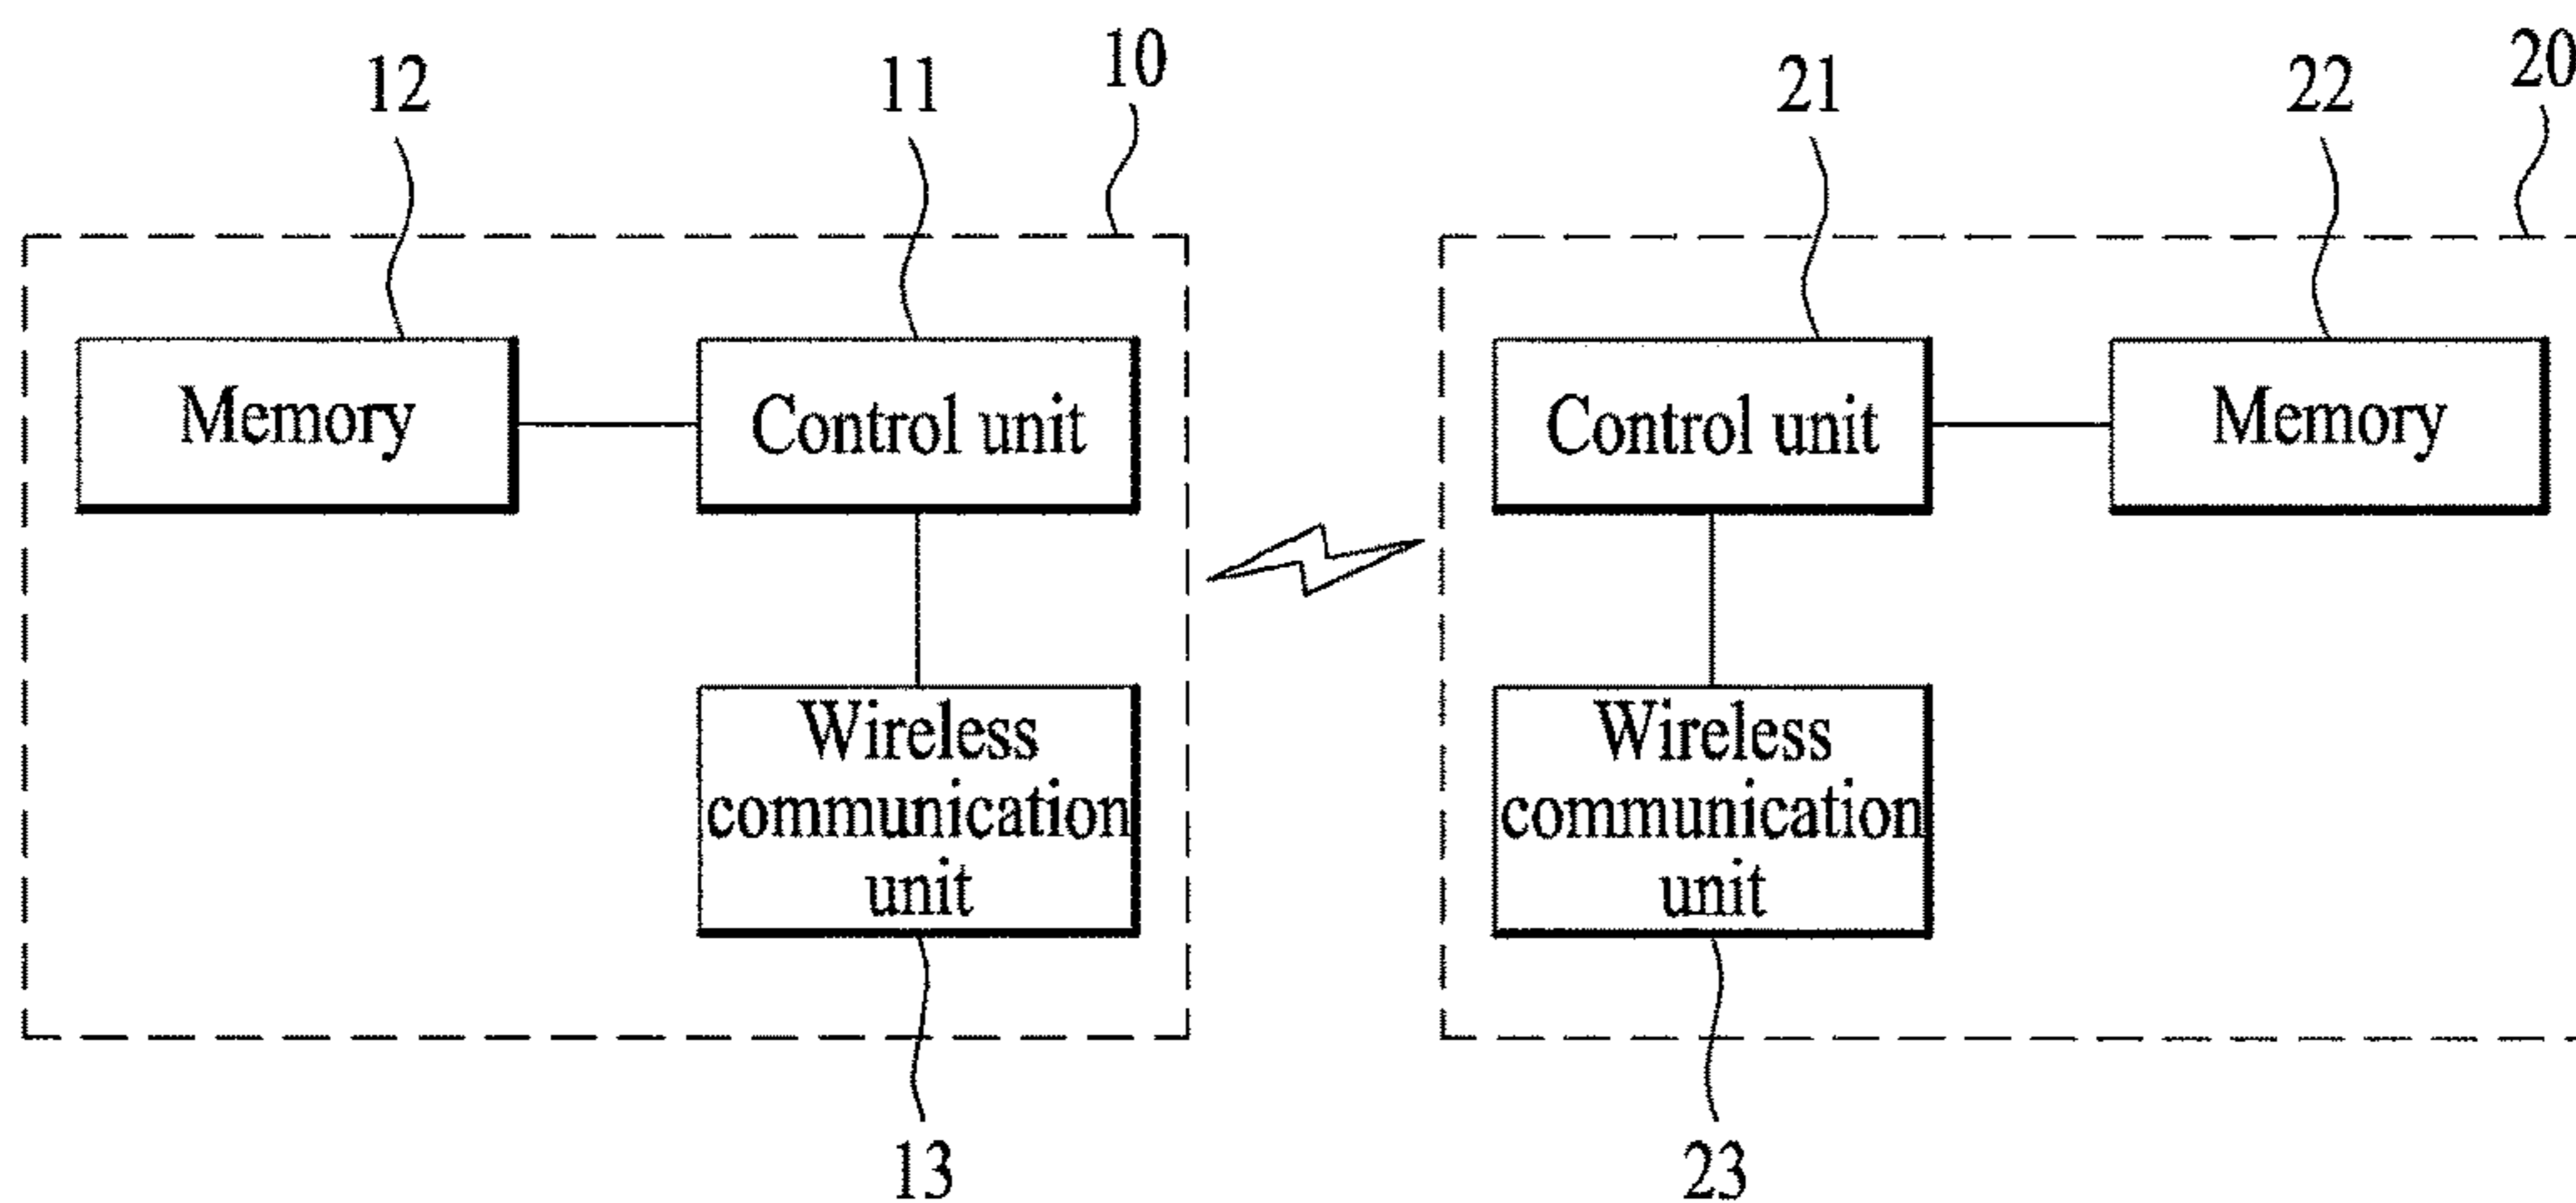 10
20
12
11
21
22
Memory
Control unit
Control unit
Memory
Wireless
communication
unit
Wireless
communication
unit
13
23